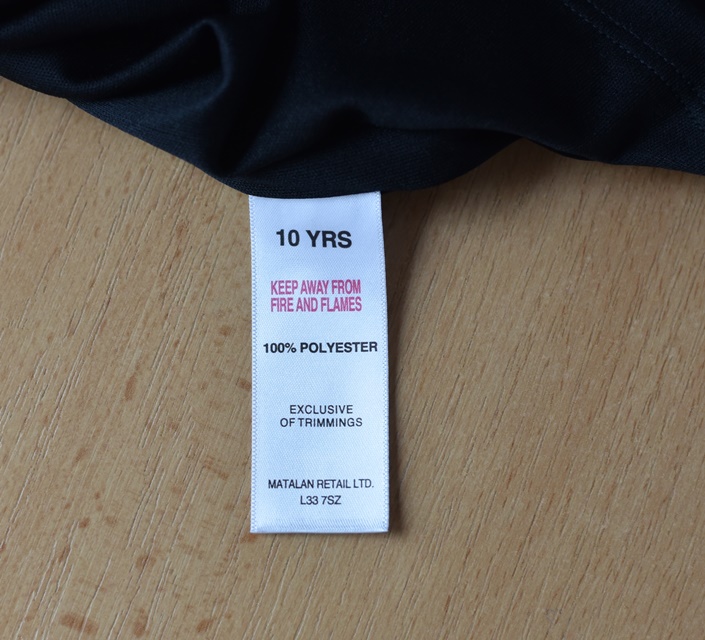 10 YRS
KEEP AWAY FROM
FIRE AND FLAMES
100% POLYESTER
EXCLUSIVE
OF TRIMMINGS
MATALAN RETAIL LTD.
L33 7SZ